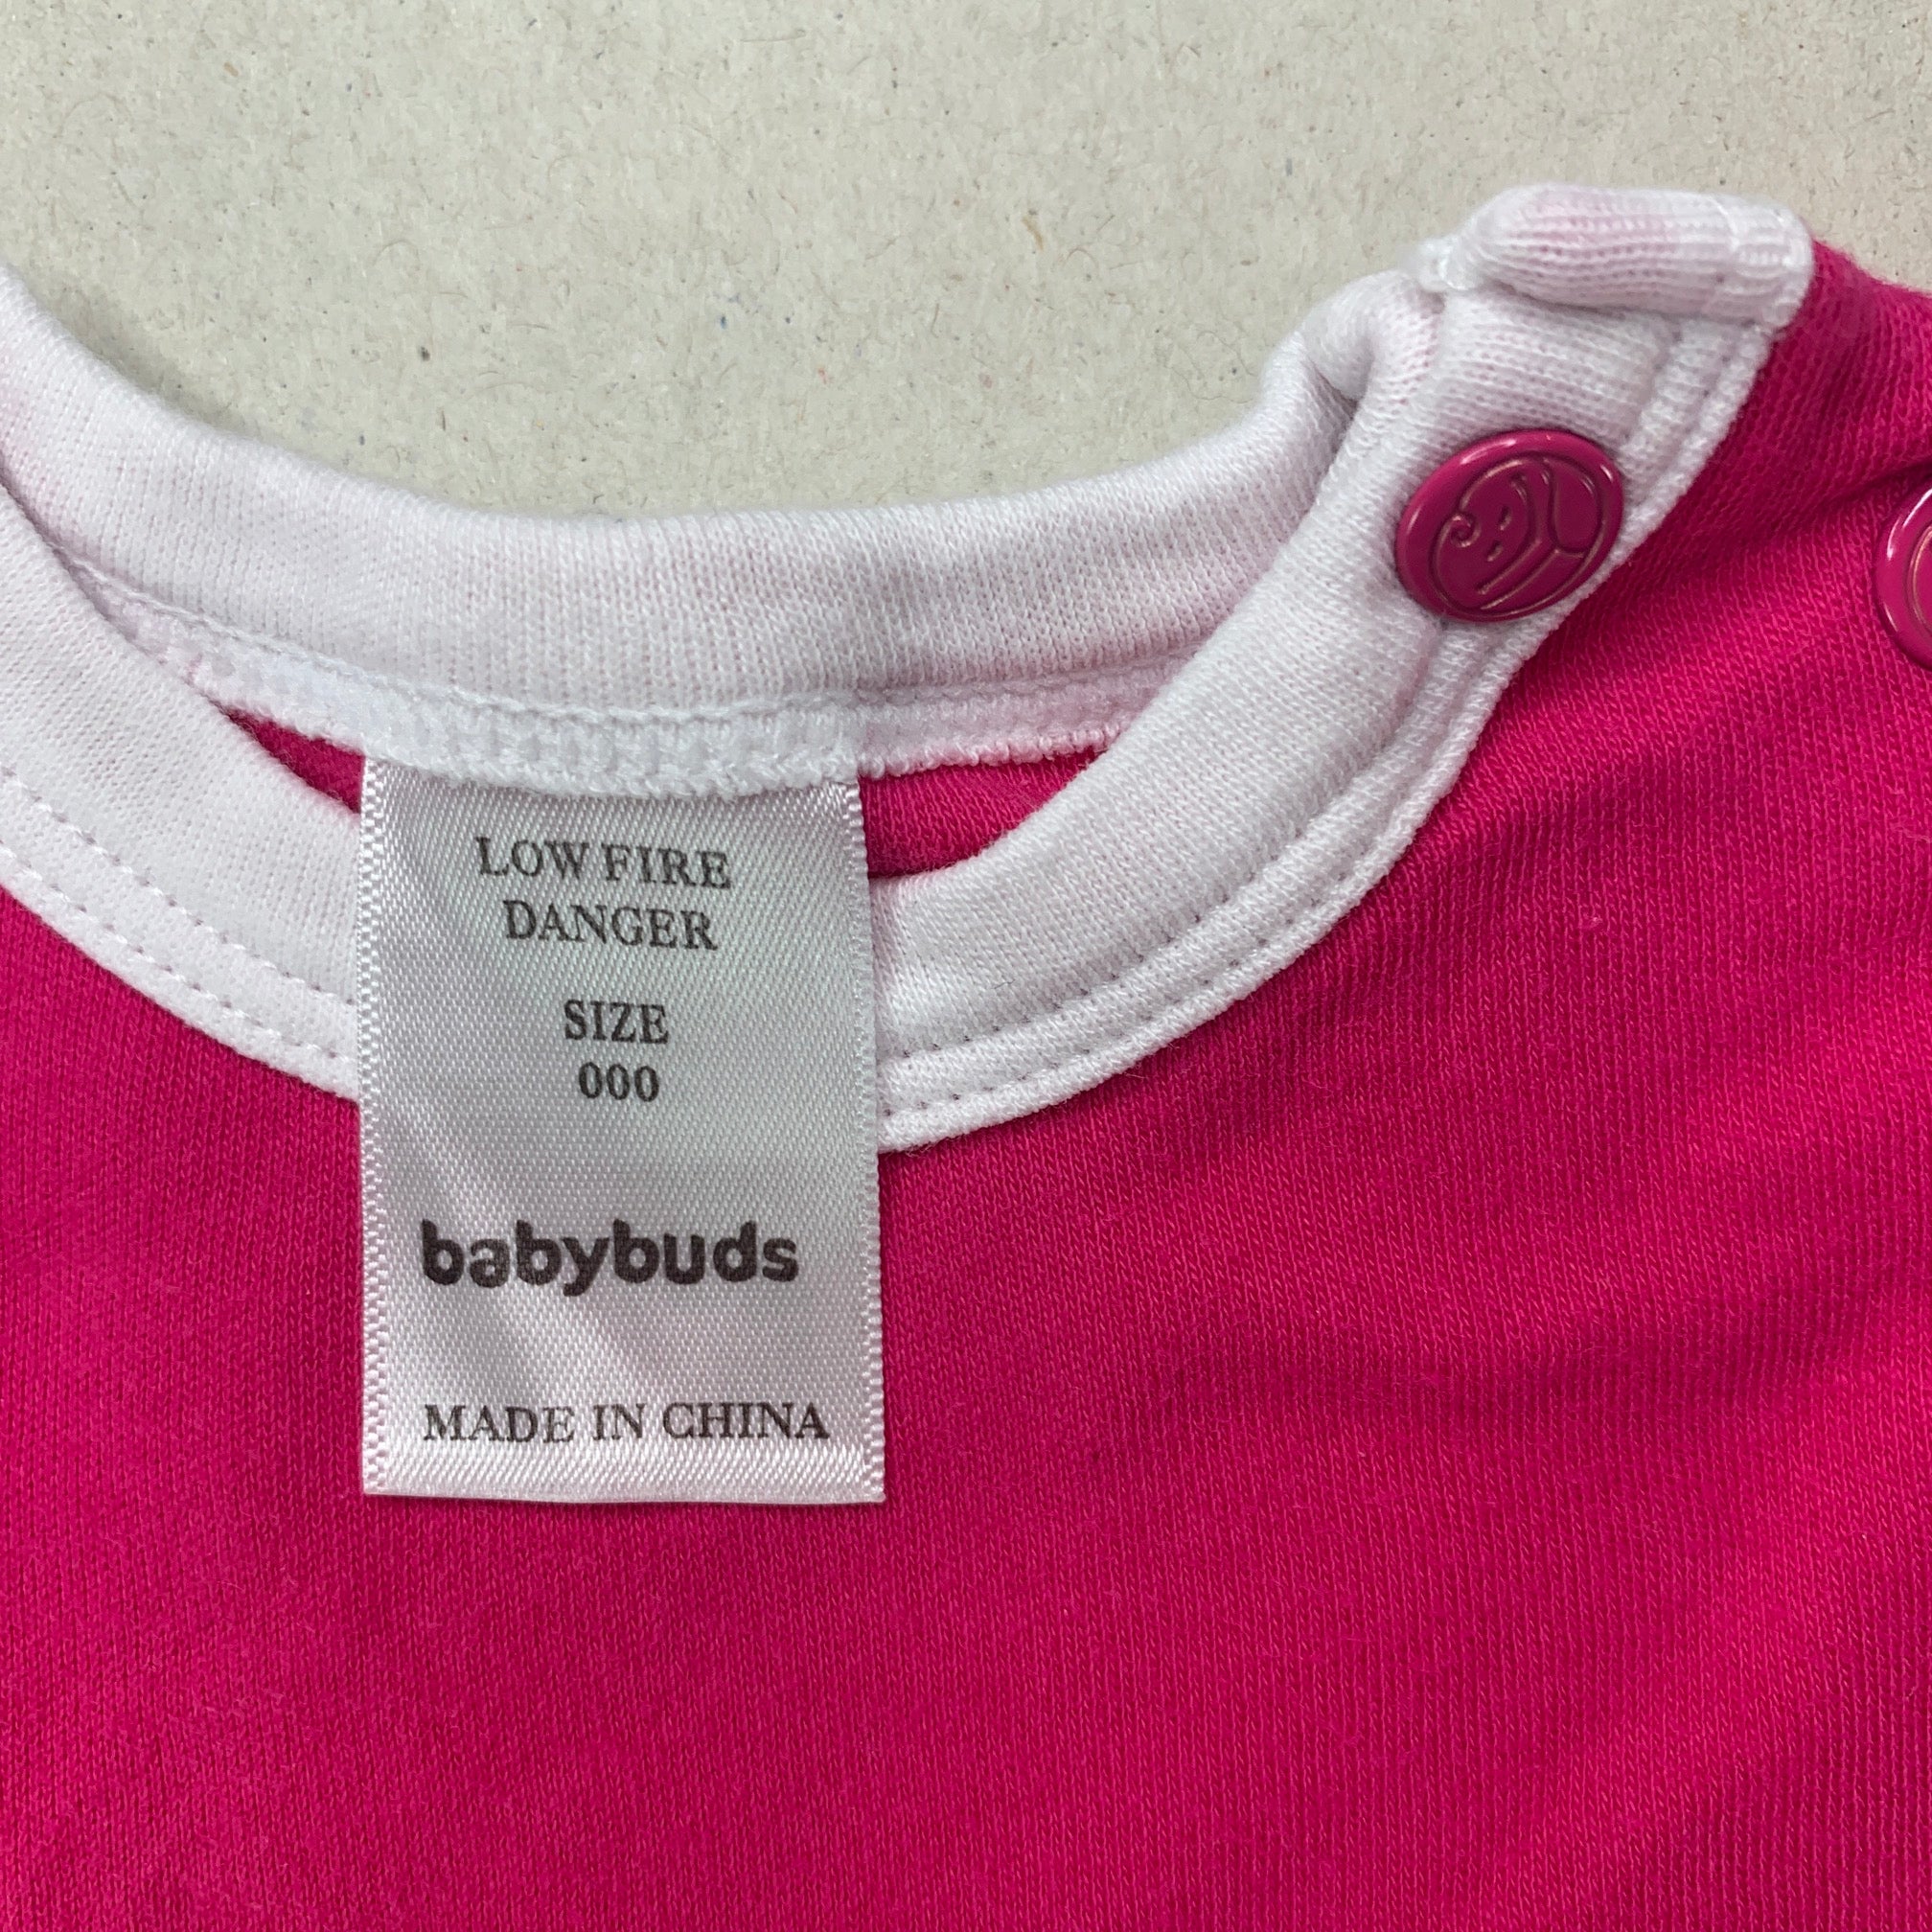 LOW FIRE
DANGER
SIZE
000
babybuds
MADE IN CHINA